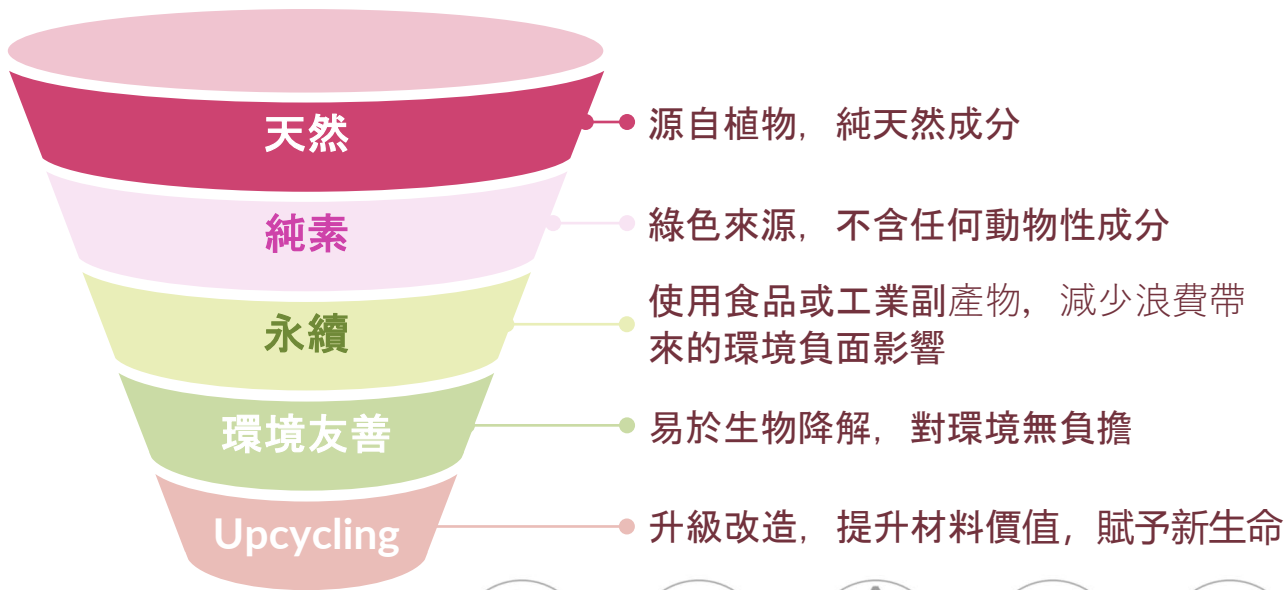 天然
源自植物，純天然成分
純素
綠色來源，不含任何動物性成分
永續
使用食品或工業副產物，減少浪費帶
來的環境負面影響
環境友善
易於生物降解，對環境無負擔
Upcycling
升級改造，提升材料價值，賦予新生命